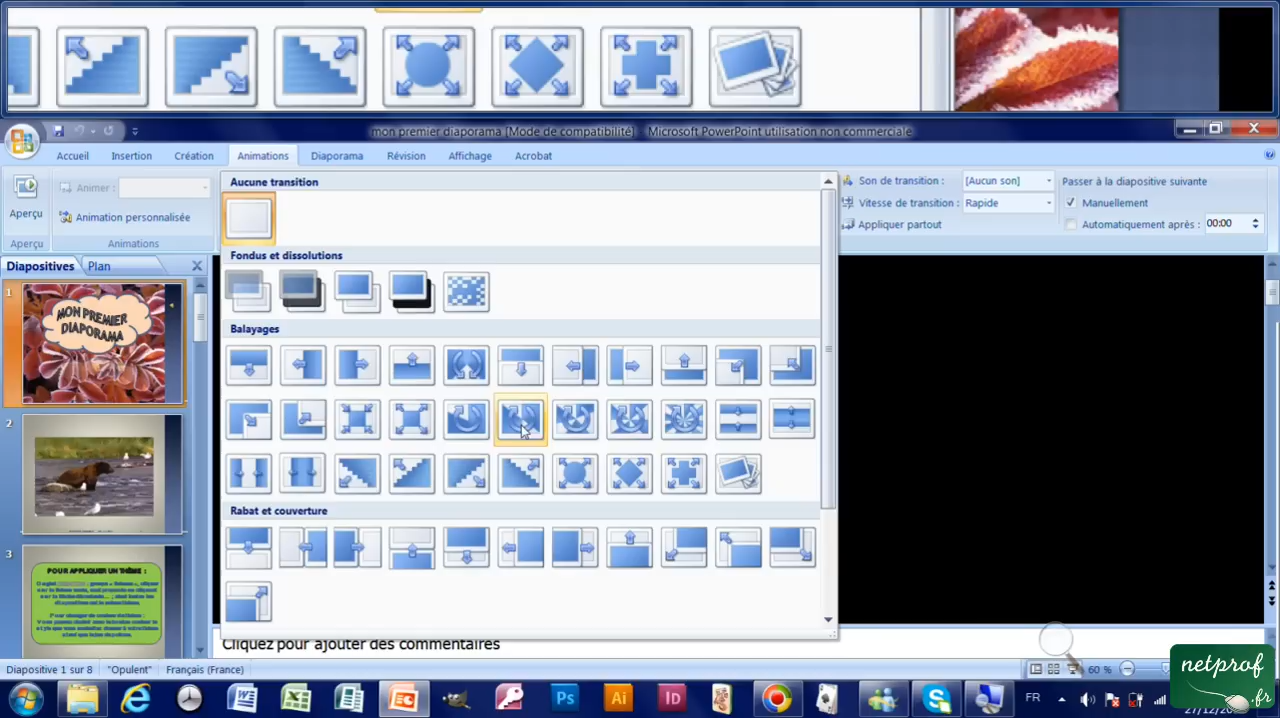 mon premier diaporama [Mode de compatibilité] - Microsoft PowerPoint utilisation non commerciale
Accueil
Insertion
Création
Animations
Diaporama
Révision
Affichage
Acrobat
Aperçu
Aperçu
Animer :
Animation personnalisée
Animations
Aucune transition
Fondus et dissolutions
Balayages
Rabat et couverture
Son de transition :
[Aucun son]
Vitesse de transition :
Rapide
Appliquer partout
Passer à la diapositive suivante
Manuellement
Automatiquement après :
00:00
Diapositives
Plan
1
MON PREMIER
DIAPORAMA
2
3
POUR APPLIQUER UN THÈME :
Cliquez pour ajouter des commentaires
Diapositive 1 sur 8
"Opulent"
Français (France)
60 %
FR
netprof
.fr